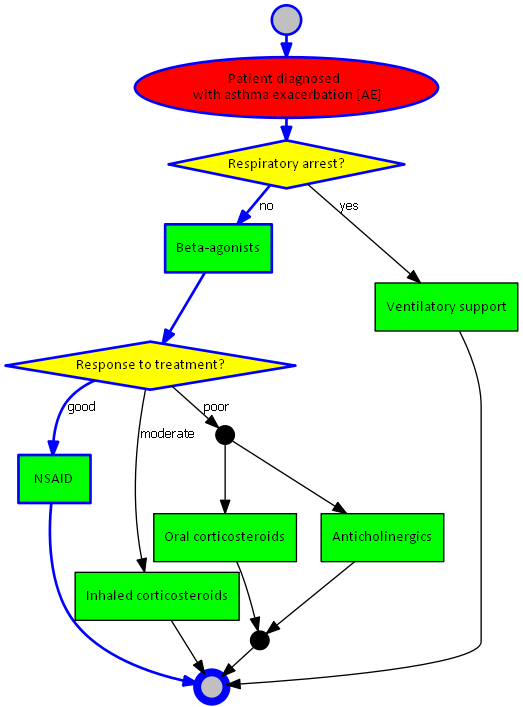 Patient diagnosed
with asthma exacerbation [AE]
Respiratory arrest?
no
yes
Beta-agonists
Ventilatory support
Response to treatment?
good
moderate
poor
NSAID
Oral corticosteroids
Anticholinergics
Inhaled corticosteroids